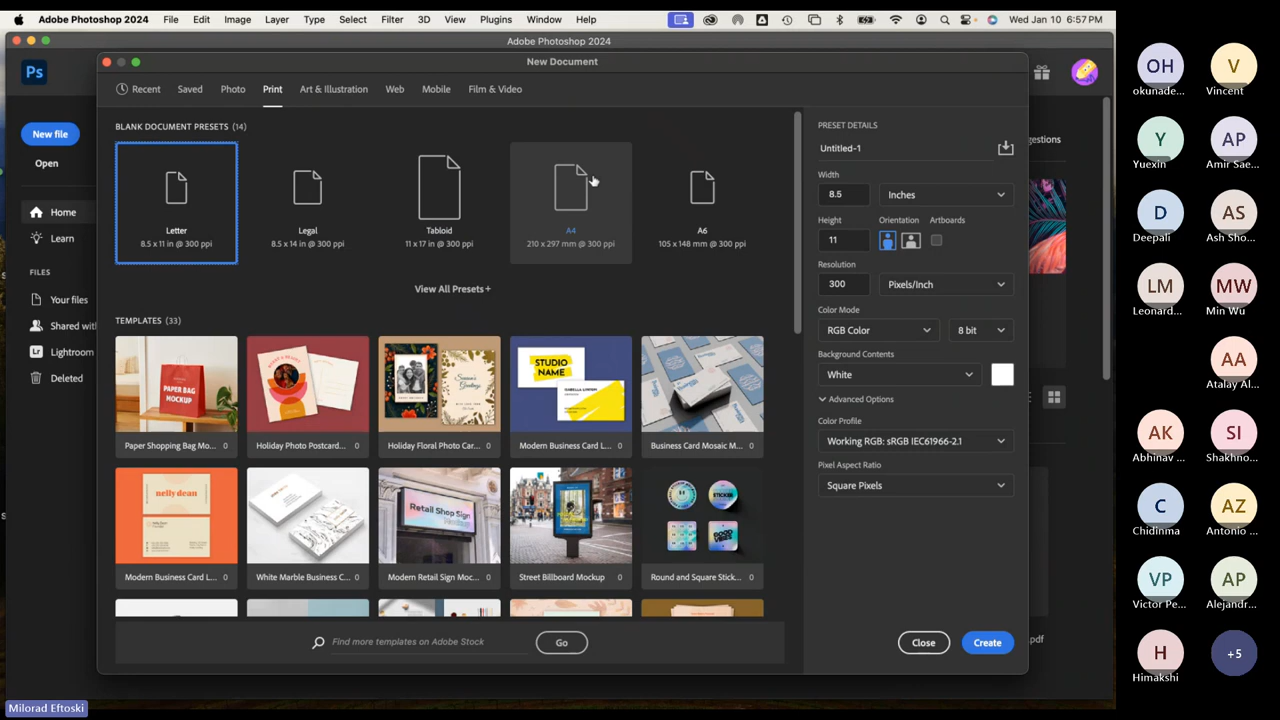 Adobe Photoshop 2024 File Edit Image Layer Type Select Filter 3D View Plugins Window Help Wed Jan 10 6:57 PM
Adobe Photoshop 2024
Ps
New file
Open
Home
Learn
FILES
Your files
Shared with
Lr Lightroom
Deleted
New Document
Recent Saved Photo Print Art & Illustration Web Mobile Film & Video
BLANK DOCUMENT PRESETS (14)
Letter
8.5 x 11 in @ 300 ppi
Legal
8.5 x 14 in @ 300 ppi
Tabloid
11 x 17 in @ 300 ppi
A4
210 x 297 mm @ 300 ppi
A6
105 x 148 mm @ 300 ppi
View All Presets+
TEMPLATES (33)
PAPER BAG
MOCKUP
STUDIO
NAME
Paper Shopping Bag Mo... 0
Holiday Photo Postcard... 0
Holiday Floral Photo Car... 0
Modern Business Card L... 0
Business Card Mosaic M... 0
nelly dean
Retail Shop Sign
Modern Business Card L... 0
White Marble Business C... 0
Modern Retail Sign Moc... 0
Street Billboard Mockup 0
Round and Square Stick... 0
Find more templates on Adobe Stock
Go
PRESET DETAILS
Untitled-1
Width
8.5 Inches
Height Orientation Artboards
11
Resolution
300 Pixels/Inch
Color Mode
RGB Color 8 bit
Background Contents
White
Advanced Options
Color Profile
Working RGB: sRGB IEC61966-2.1
Pixel Aspect Ratio
Square Pixels
Close Create
ggestions
.pdf
OH
okunade...
V
Vincent
Y
Yuexin
AP
Amir Sae...
D
Deepali
AS
Ash Sho...
LM
Leonard...
MW
Min Wu
AA
Atalay Al...
AK
Abhinav ...
SI
Shakhno...
C
Chidinma
AZ
Antonio ...
VP
Victor Pe...
AP
Alejandr...
H
Himakshi
+5
Milorad Eftoski